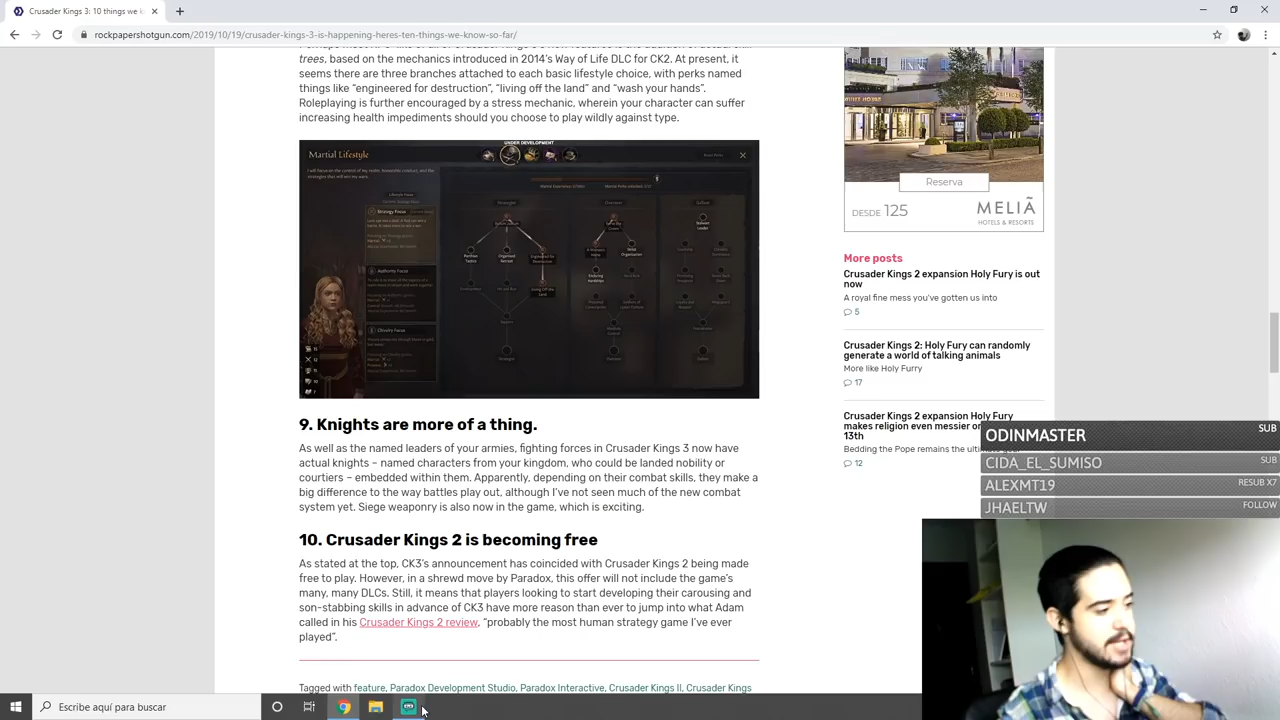 Crusader Kings 3: 10 things we k
rockpapershotgun.com/2019/10/19/crusader-kings-3-is-happening-heres-ten-things-we-know-so-far/
trees, based on the mechanics introduced in 2014's Way of Life DLC for CK2. At present, it
seems there are three branches attached to each basic lifestyle choice, with perks named
things like “engineered for destruction”, “living off the land” and “wash your hands”.
Roleplaying is further encouraged by a stress mechanic, wherein your character can suffer
increasing health impediments should you choose to play wildly against type.
UNDER DEVELOPMENT
Martial Lifestyle
Strategy Focus
Authority Focus
Chivalry Focus
9. Knights are more of a thing.
As well as the named leaders of your armies, fighting forces in Crusader Kings 3 now have
actual knights – named characters from your kingdom, who could be landed nobility or
courtiers – embedded within them. Apparently, depending on their combat skills, they make a
big difference to the way battles play out, although I've not seen much of the new combat
system yet. Siege weaponry is also now in the game, which is exciting.
10. Crusader Kings 2 is becoming free
As stated at the top, CK3's announcement has coincided with Crusader Kings 2 being made
free to play. However, in a shrewd move by Paradox, this offer will not include the game's
many, many DLCs. Still, it means that players looking to start developing their carousing and
son-stabbing skills in advance of CK3 have more reason than ever to jump into what Adam
called in his Crusader Kings 2 review, “probably the most human strategy game I've ever
played”.
Tagged with feature, Paradox Development Studio, Paradox Interactive, Crusader Kings II, Crusader Kings
Reserva
DESDE 125
MELIÃ
HOTELS & RESORTS
More posts
Crusader Kings 2 expansion Holy Fury is out
now
A royal fine mess you've gotten us into
5
Crusader Kings 2: Holy Fury can randomly
generate a world of talking animals
More like Holy Furry
17
Crusader Kings 2 expansion Holy Fury
makes religion even messier on
13th
Bedding the Pope remains the
12
ODINMASTER SUB
CIDA_EL_SUMISO SUB
ALEXMT19 RESUB X7
JHAELTW FOLLOW
Escribe aquí para buscar